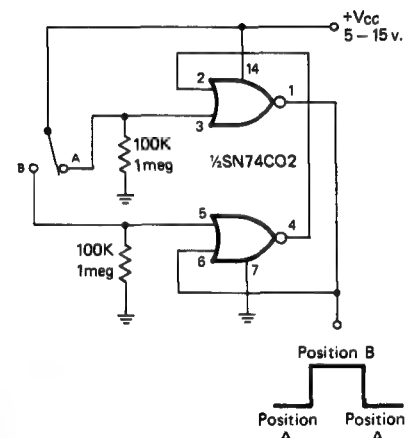 +Vcc
5 – 15 v.
14
2
1
3
A
100K
1meg
½SN74CO2
B
5
4
100K
1meg
6
7
Position B
Position
A
Position
A